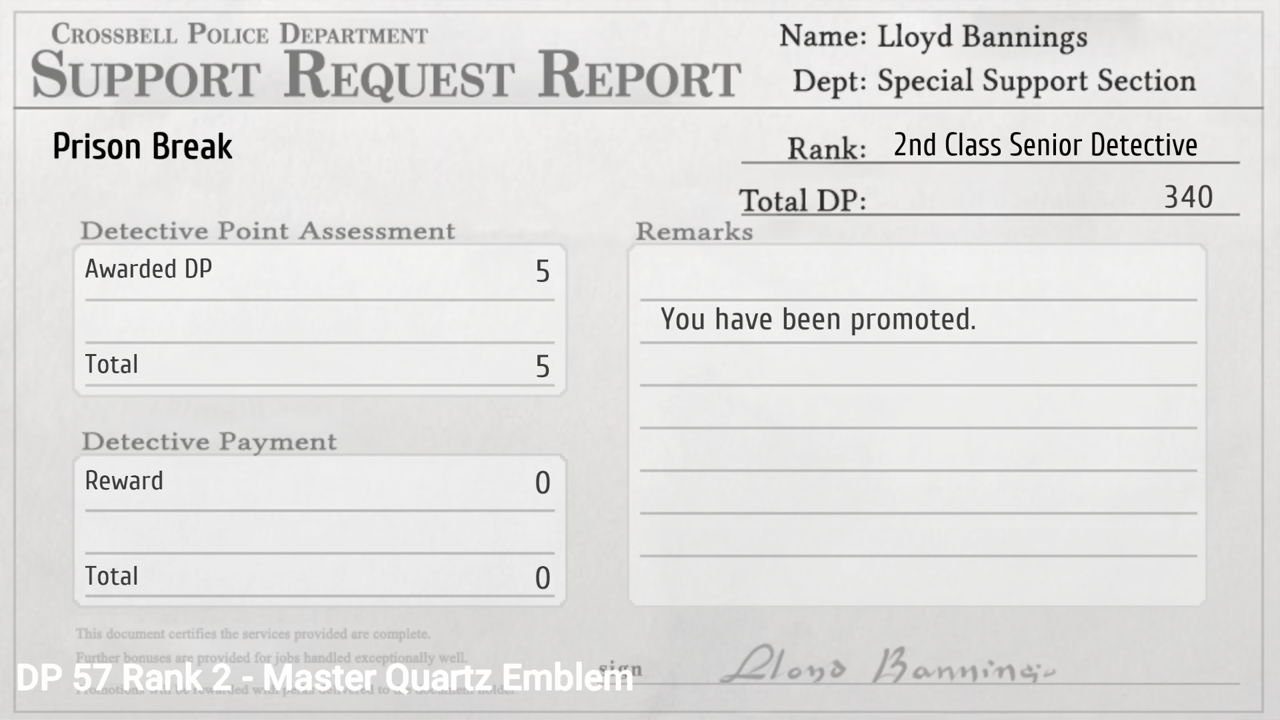 CROSSBELL POLICE DEPARTMENT
SUPPORT REQUEST REPORT
Name: Lloyd Bannings
Dept: Special Support Section
Prison Break
Rank: 2nd Class Senior Detective
Total DP: 340
Detective Point Assessment
Awarded DP 5
Total 5
Remarks
You have been promoted.
Detective Payment
Reward 0
Total 0
This document certifies the services provided are complete.
Further bonuses are provided for jobs handled exceptionally well.
DP 57 Rank 2 - Master Quartz Emblem
sign Lloyd Bannings